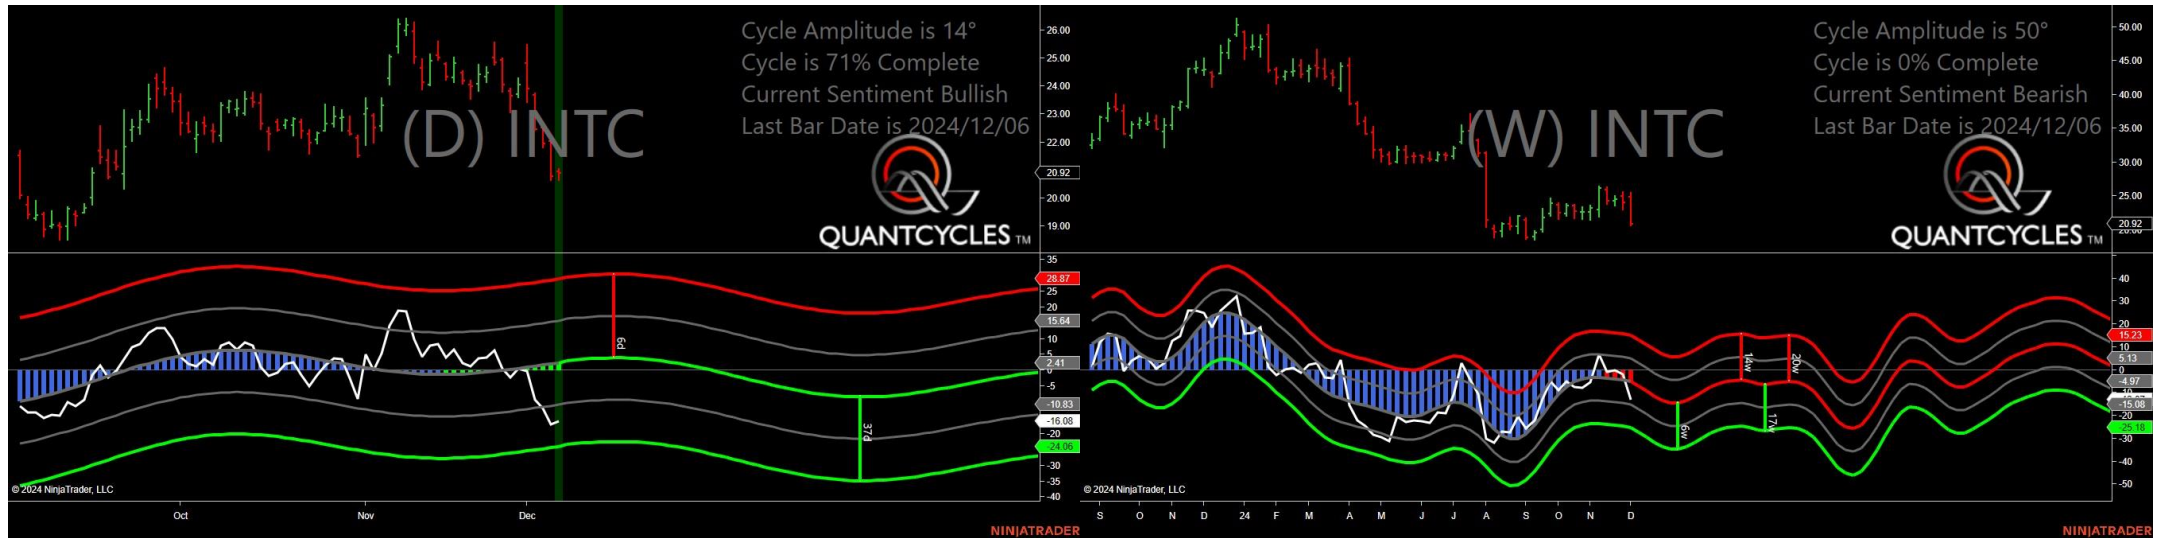 Cycle Amplitude is 14°
Cycle is 71% Complete
Current Sentiment Bullish
Last Bar Date is 2024/12/06
(D) INTC
QUANTCYCLES TM
26.00
25.00
24.00
23.00
22.00
20.92
20.00
19.00
35
28.87
25
20
15.64
10
5
2.41
-5
-10.83
-16.08
-20
-24.06
-30
-35
-40
6d
37d
© 2024 NinjaTrader, LLC
Oct Nov Dec
NINJATRADER
Cycle Amplitude is 50°
Cycle is 0% Complete
Current Sentiment Bearish
Last Bar Date is 2024/12/06
(W) INTC
QUANTCYCLES TM
50.00
45.00
40.00
35.00
30.00
25.00
20.92
40
30
20
15.23
10
5.13
0
-4.97
-15.08
-20
-25.18
-30
-40
-50
14w
20w
6w
17w
© 2024 NinjaTrader, LLC
S O N D 24 F M A M J J A S O N D
NINJATRADER